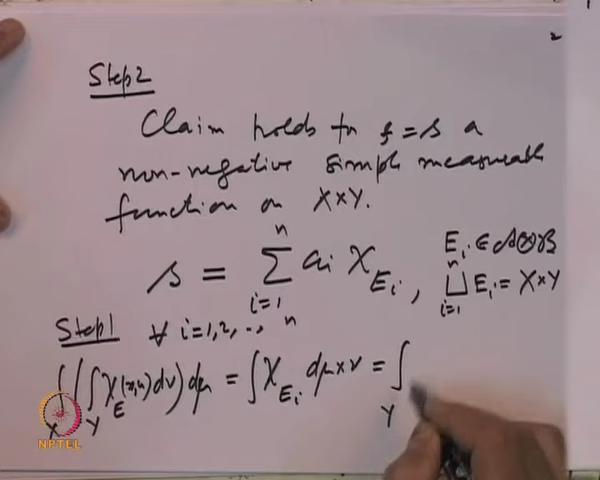 2
Step 2
Claim holds for f = s a
non-negative simple measurable
function on X×Y.
s = ∑_{i=1}^{n} a_i χ_{E_i}, E_i ∈ A⊗B, ⊔_{i=1}^{n} E_i = X×Y
Step 1 ∀ i=1,2,..., n
∫_X (∫_Y χ_E (x,y) dν) dμ = ∫ χ_{E_i} dμ×ν = ∫_Y
NPTEL